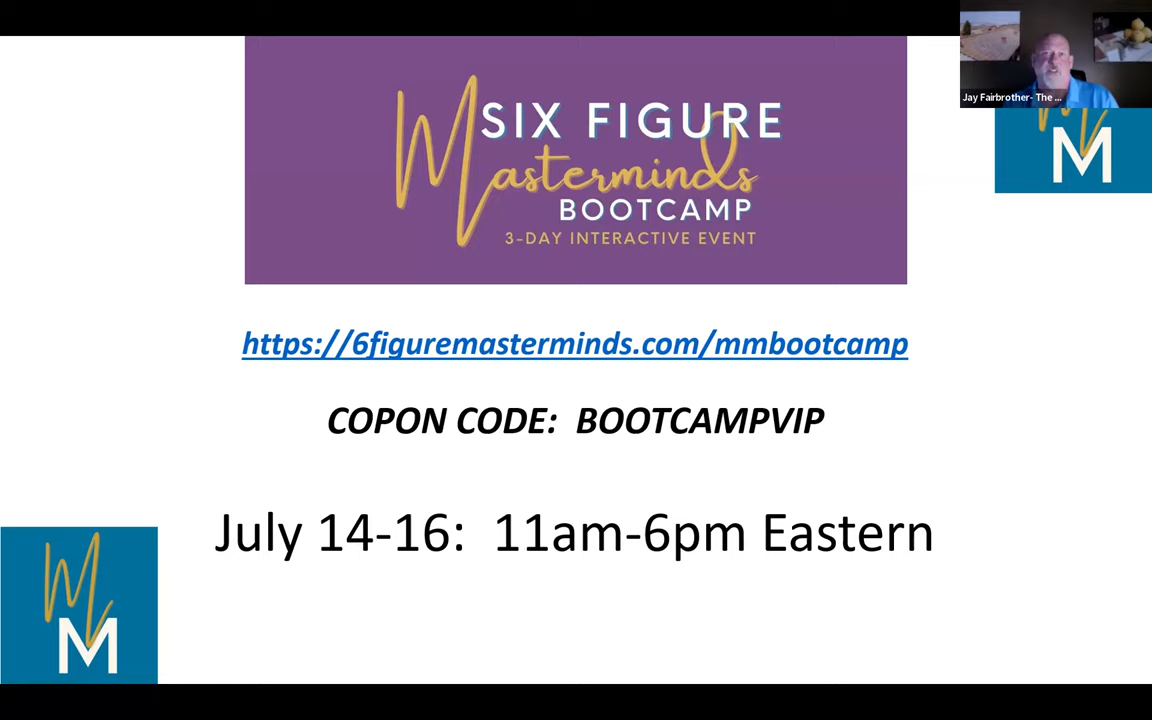 SIX FIGURE
Masterminds
BOOTCAMP
3-DAY INTERACTIVE EVENT
Jay Fairbrother- The ...
M
M
https://6figuremasterminds.com/mmbootcamp
COPON CODE: BOOTCAMPVIP
July 14-16: 11am-6pm Eastern
M
M